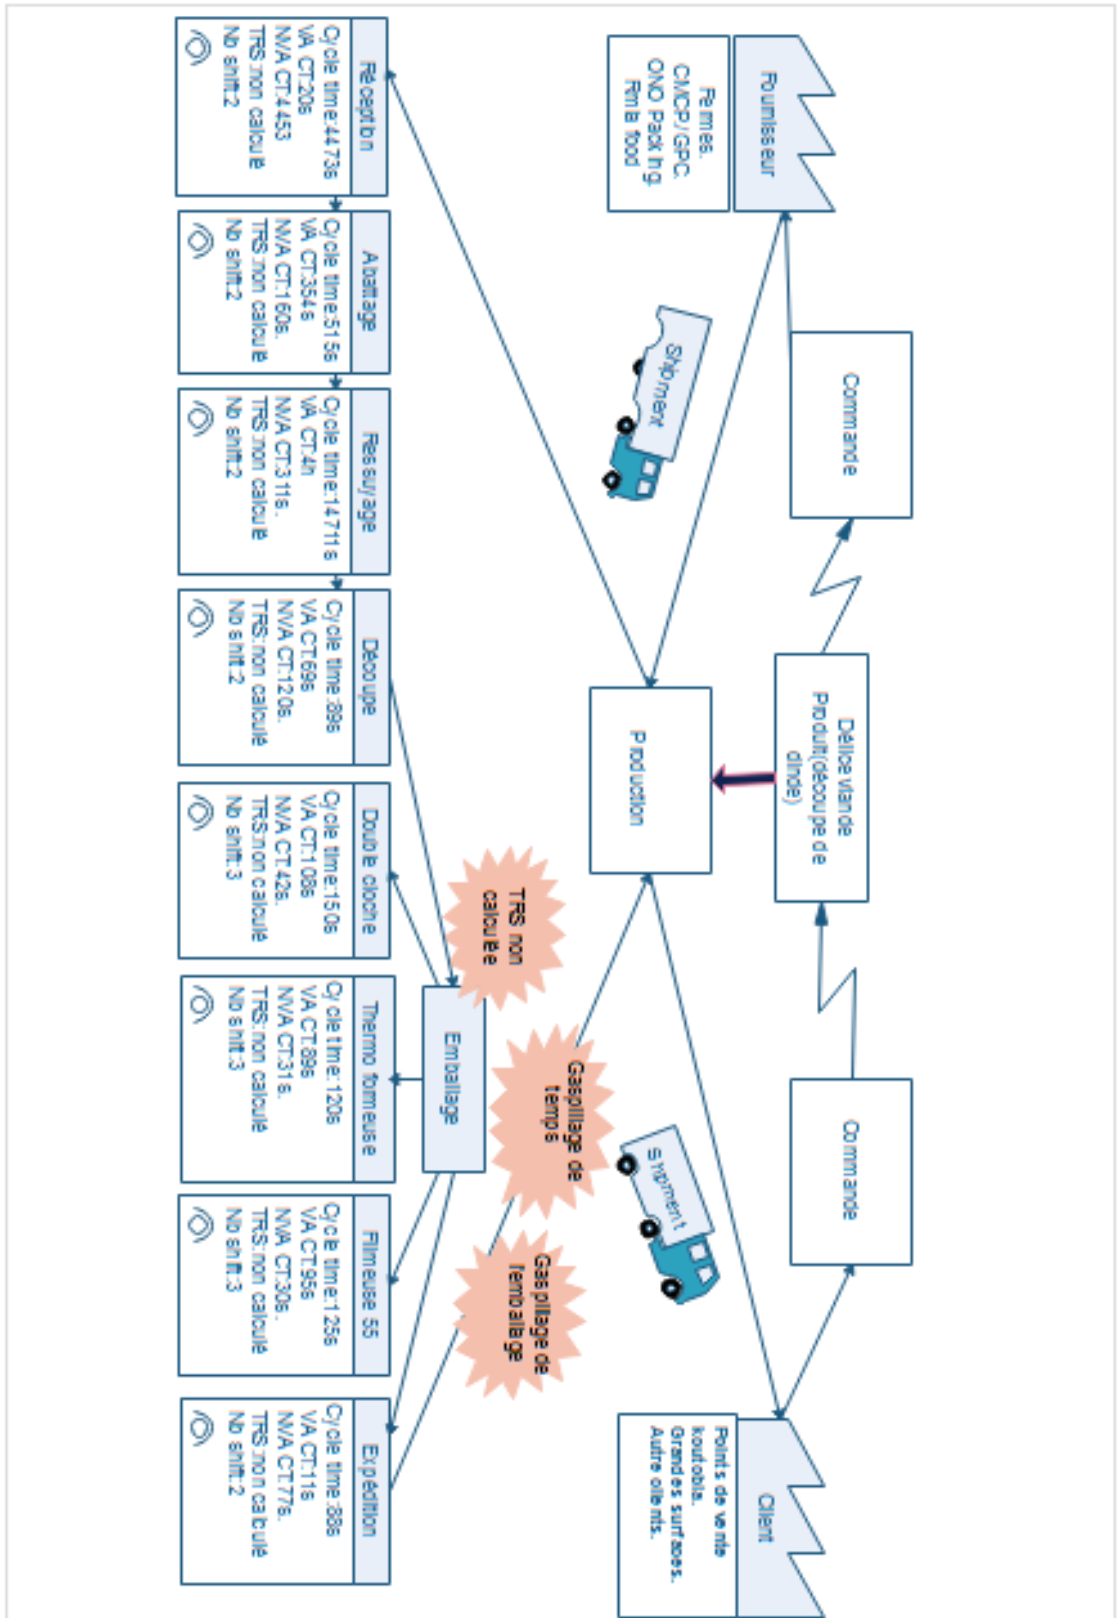 Fournisseur
Fermes.
CMCP/GPC.
ONO Packing.
Rmla food
Commande
Délice viande
Produit(découpe de
dinde)
Commande
Client
Points de vente
koutobia.
Grandes surfaces.
Autre clients.
Shipment
Production
Shipment
TRS non
calculée
Gaspillage de
temps
Gaspillage de
l'emballage
Emballage
Réception
Cycle time:4473s
VA CT:20s
NVA CT:4453
TRS:non calculé
Nb shift:2
Abattage
Cycle time:515s
VA CT:354s
NVA CT:160s.
TRS:non calculé
Nb shift:2
Ressuyage
Cycle time:14711s
VA CT:4h
NVA CT:311s.
TRS:non calculé
Nb shift:2
Découpe
Cycle time:89s
VA CT:69s
NVA CT:120s.
TRS:non calculé
Nb shift:2
Double cloche
Cycle time:150s
VA CT:108s
NVA CT:42s.
TRS:non calculé
Nb shift:3
Thermo formeuse
Cycle time:120s
VA CT:89s
NVA CT:31s.
TRS:non calculé
Nb shift:3
Filmeuse 55
Cycle time:125s
VA CT:95s
NVA CT:30s.
TRS:non calculé
Nb shift:3
Expédition
Cycle time:88s
VA CT:11s
NVA CT:77s.
TRS:non calculé
Nb shift:2